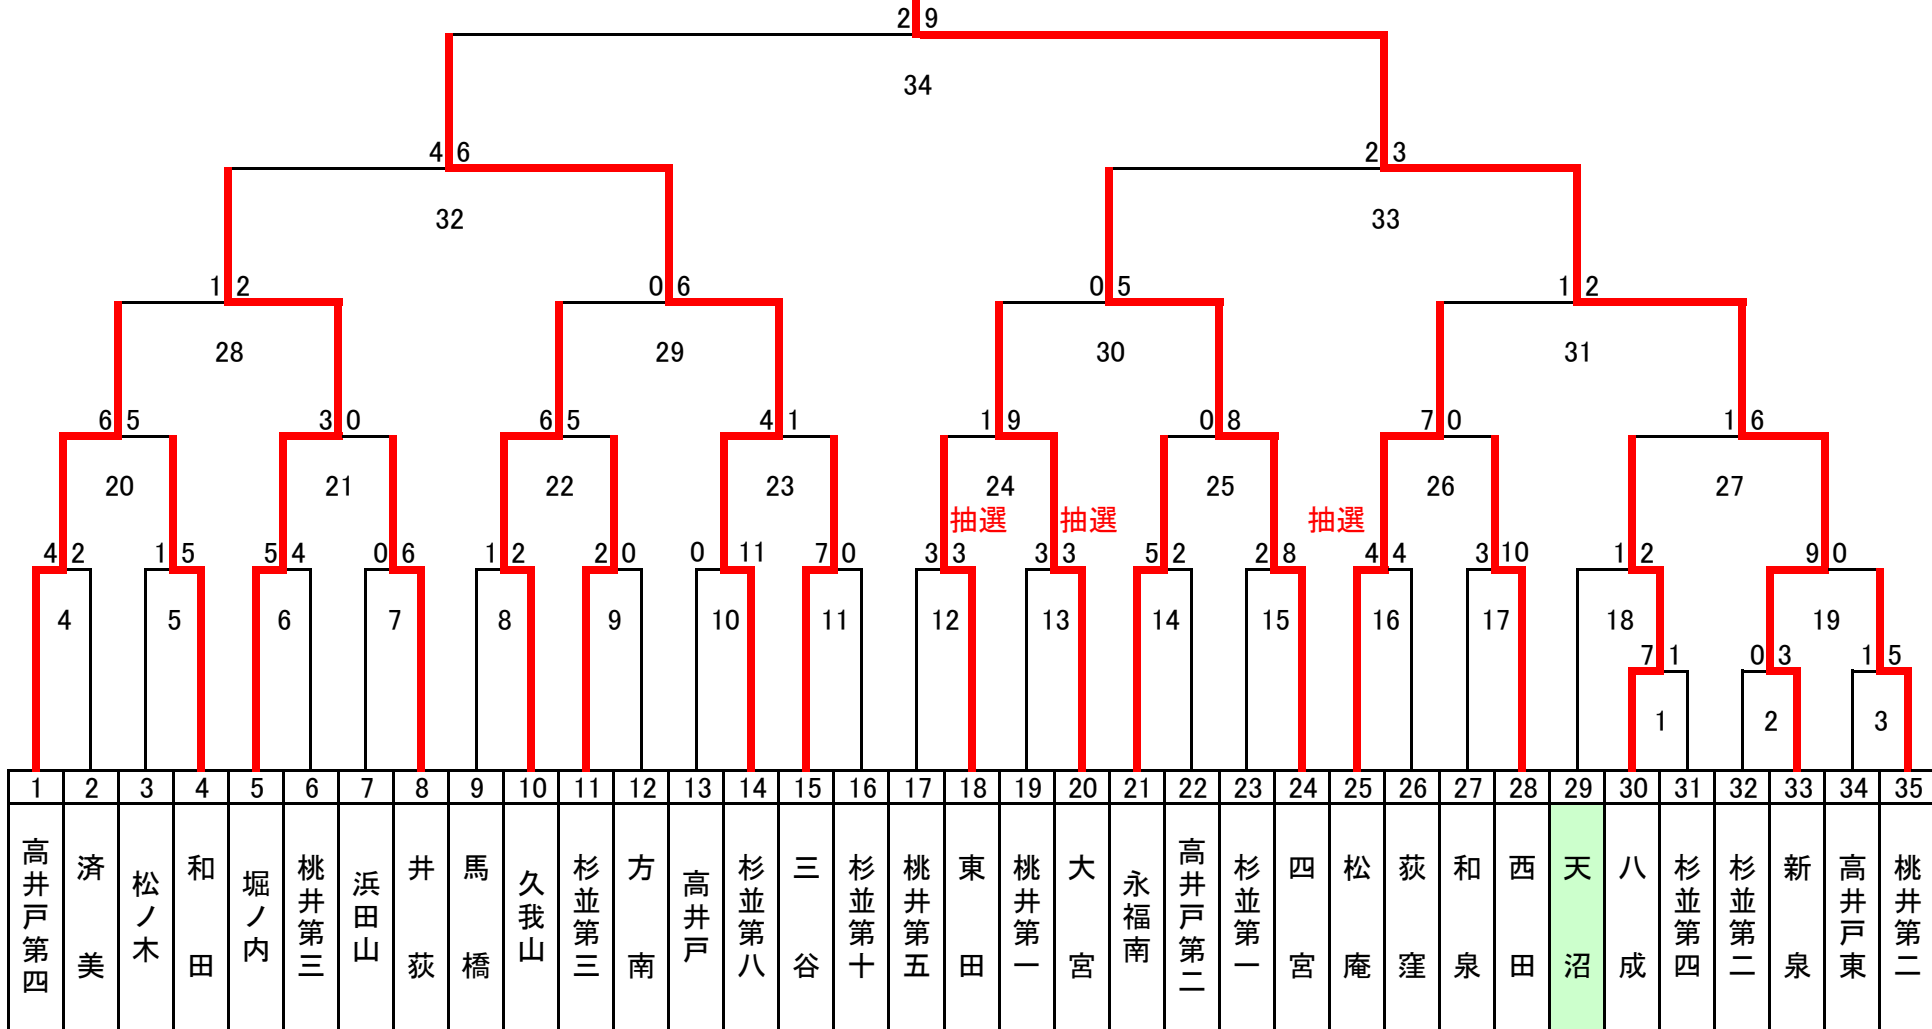 2 9
34
4 6
2 3
32
33
1 2
0 6
0 5
1 2
28
29
30
31
6 5
3 0
6 5
4 1
1 9
0 8
7 0
1 6
20
21
22
23
24
25
26
27
抽選
抽選
抽選
4 2
1 5
5 4
0 6
1 2
2 0
0 11
7 0
3 3
3 3
5 2
2 8
4 4
3 10
1 2
9 0
4
5
6
7
8
9
10
11
12
13
14
15
16
17
18
19
7 1
0 3
1 5
1
2
3
1 2 3 4 5 6 7 8 9 10 11 12 13 14 15 16 17 18 19 20 21 22 23 24 25 26 27 28 29 30 31 32 33 34 35
高井戸第四
済美
松ノ木
和田
堀ノ内
桃井第三
浜田山
井荻
馬橋
久我山
杉並第三
方南
高井戸
杉並第八
三谷
杉並第十
桃井第五
東田
桃井第一
大宮
永福南
高井戸第二
杉並第一
四宮
松庵
荻窪
和泉
西田
天沼
八成
杉並第四
杉並第二
新泉
高井戸東
桃井第二